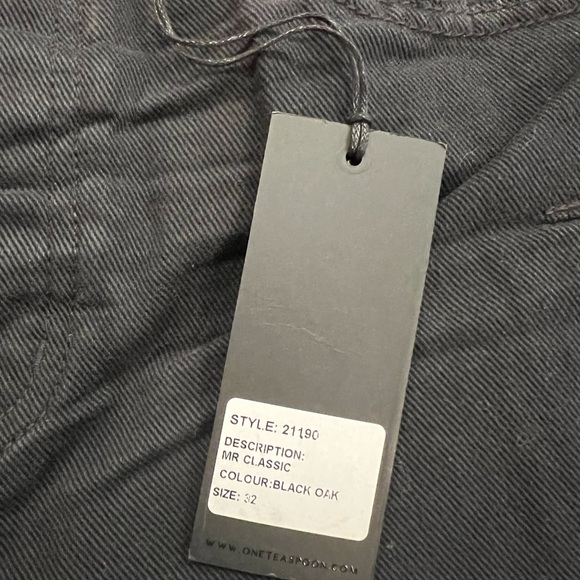 STYLE: 21190
DESCRIPTION:
MR CLASSIC
COLOUR:BLACK OAK
SIZE: 32
WWW.ONETEASPOON.COM